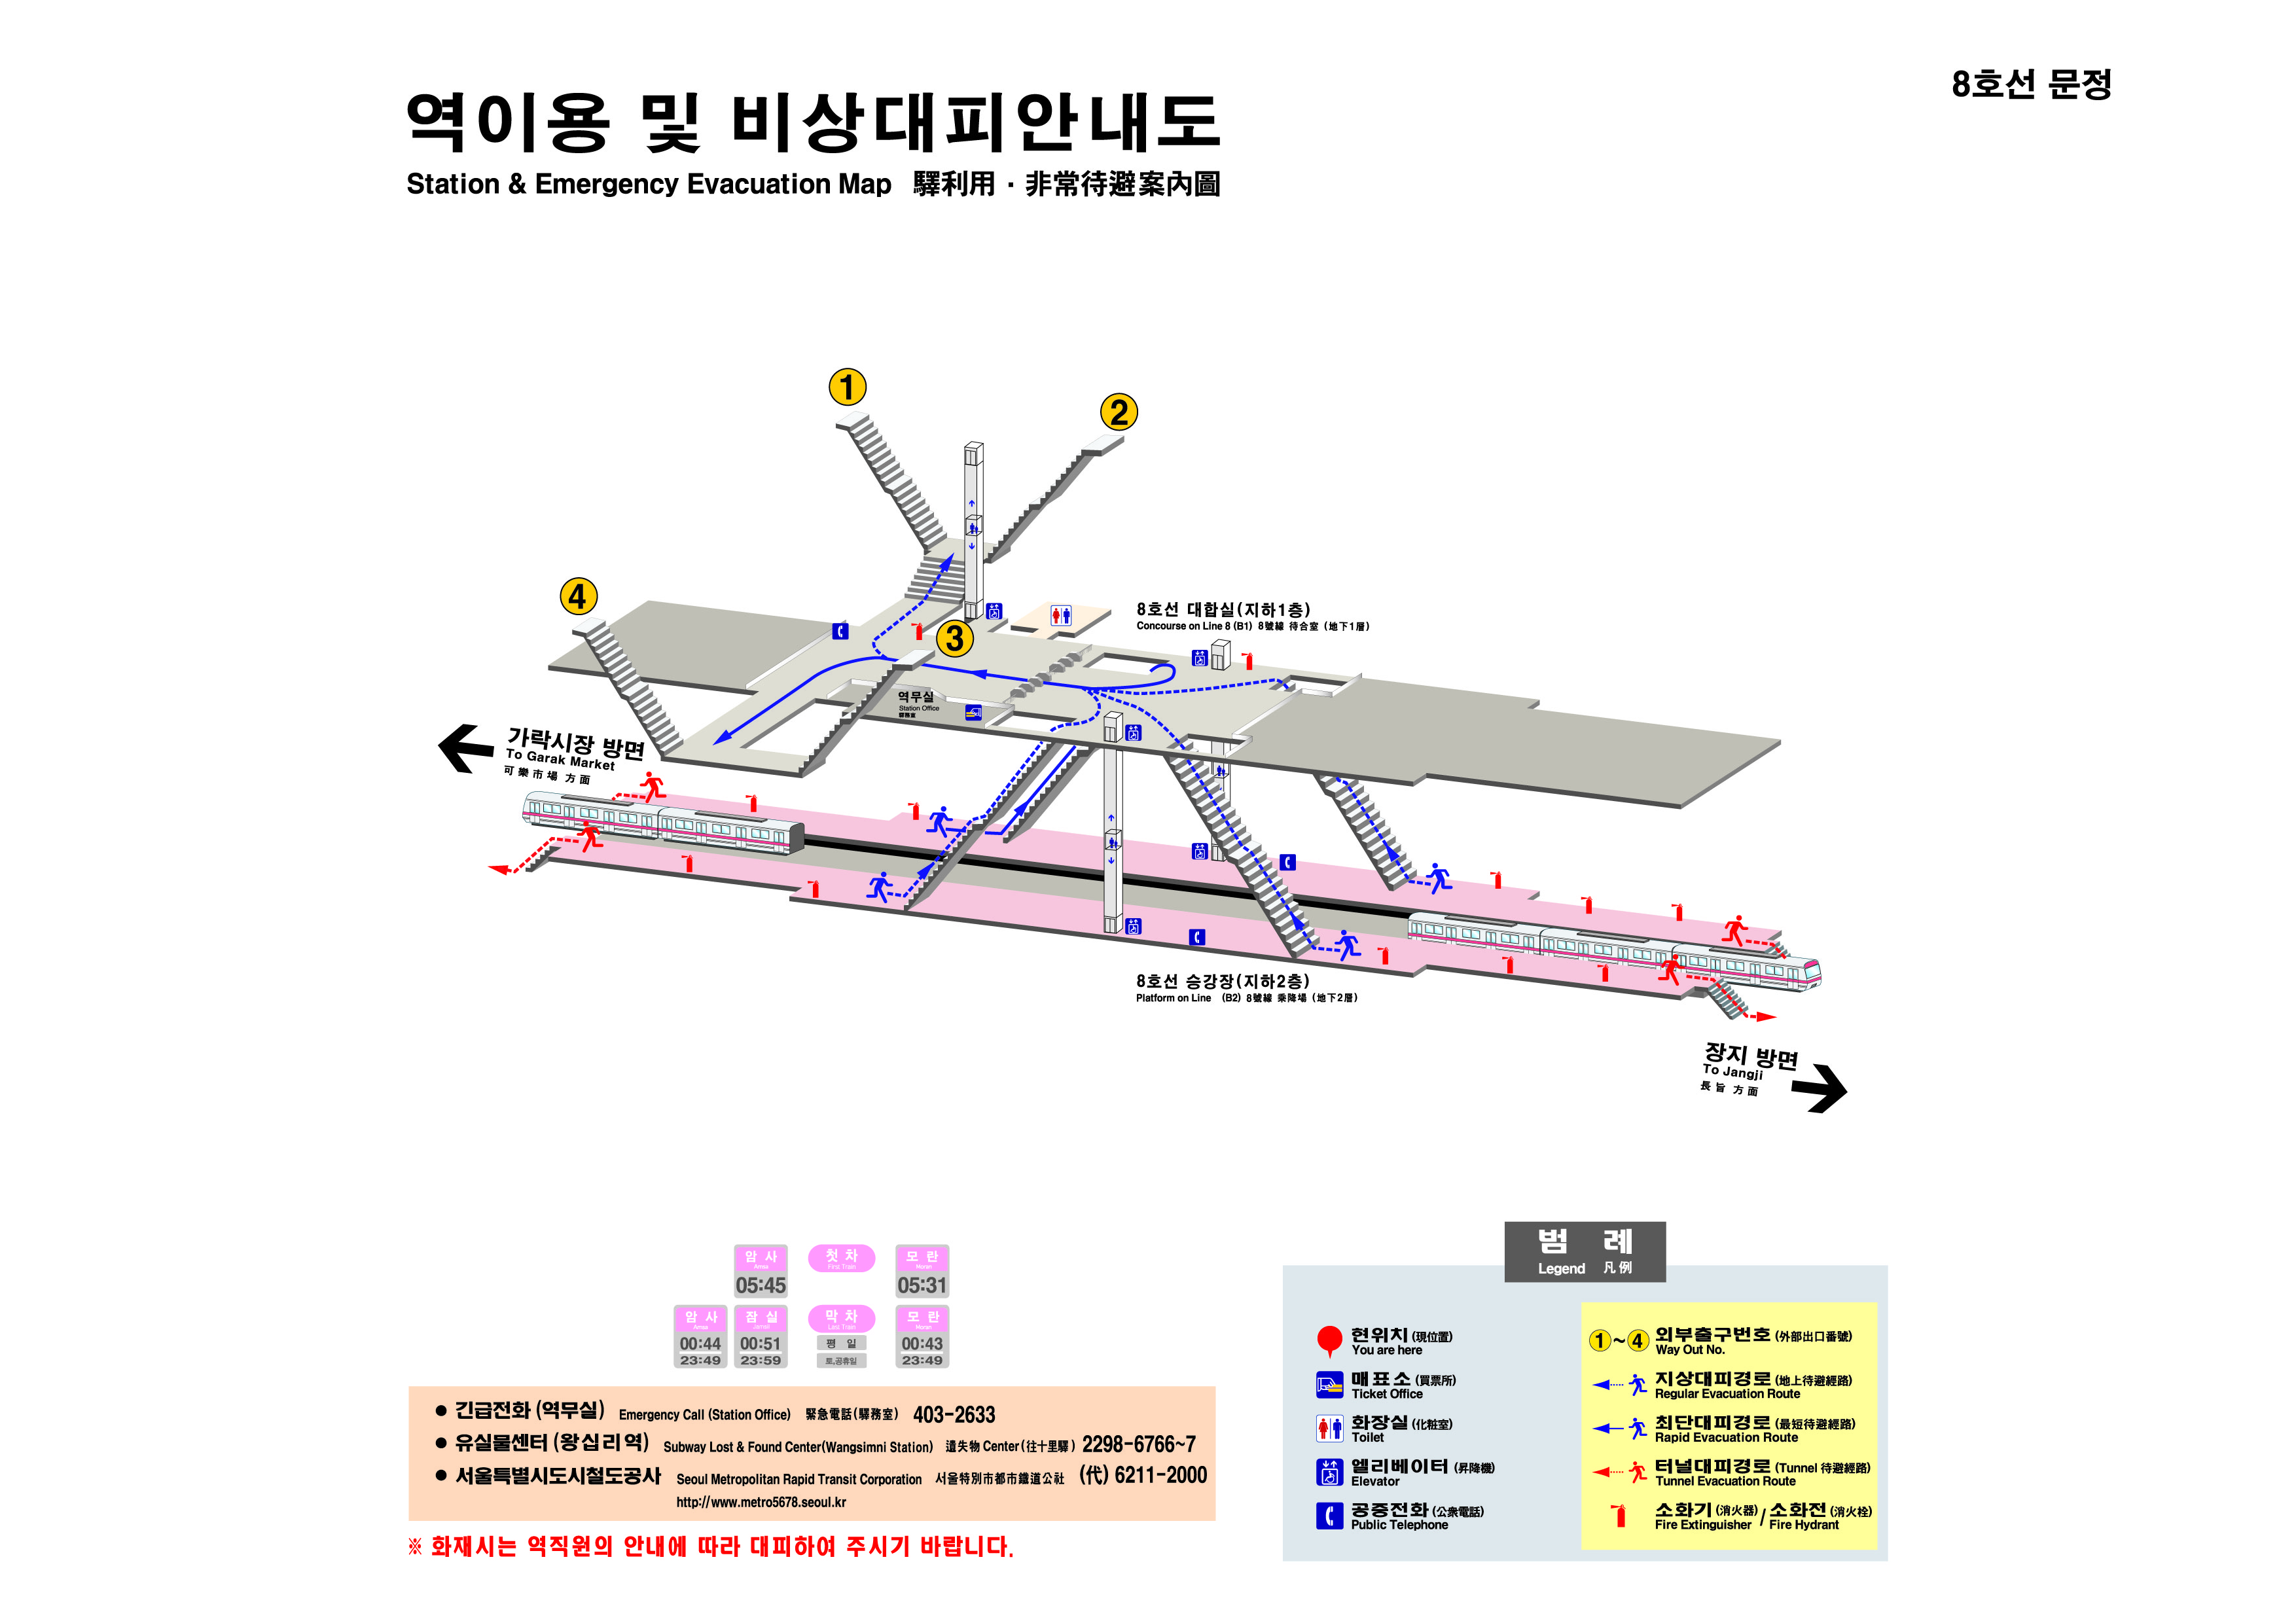 8호선 문정
역이용 및 비상대피안내도
Station & Emergency Evacuation Map 驛利用 · 非常待避案內圖
1
2
4
3
8호선 대합실(지하1층)
Concourse on Line 8 (B1) 8號線 待合室 (地下1層)
역무실
Station Office
驛務室
가락시장 방면
To Garak Market
可樂市場 方面
8호선 승강장(지하2층)
Platform on Line (B2) 8號線 乘降場 (地下2層)
장지 방면
To Jangji
長旨 方面
암사 첫차 모란
Amsa First Train Moran
05:45 05:31
암사 잠실 막차 모란
Amsa Jamsil Last Train Moran
00:44 00:51 평일 00:43
23:49 23:59 토,공휴일 23:49
● 긴급전화 (역무실) Emergency Call (Station Office) 緊急電話(驛務室) 403-2633
● 유실물센터 (왕십리역) Subway Lost & Found Center(Wangsimni Station) 遺失物 Center (往十里驛) 2298-6766~7
● 서울특별시도시철도공사 Seoul Metropolitan Rapid Transit Corporation 서울特別市都市鐵道公社 (代) 6211-2000
http://www.metro5678.seoul.kr
※ 화재시는 역직원의 안내에 따라 대피하여 주시기 바랍니다.
범례
Legend 凡例
현위치 (現位置)
You are here
매표소 (買票所)
Ticket Office
화장실 (化粧室)
Toilet
엘리베이터 (昇降機)
Elevator
공중전화 (公衆電話)
Public Telephone
1~4 외부출구번호 (外部出口番號)
Way Out No.
지상대피경로 (地上待避經路)
Regular Evacuation Route
최단대피경로 (最短待避經路)
Rapid Evacuation Route
터널대피경로 (Tunnel 待避經路)
Tunnel Evacuation Route
소화기 (消火器) / 소화전 (消火栓)
Fire Extinguisher / Fire Hydrant